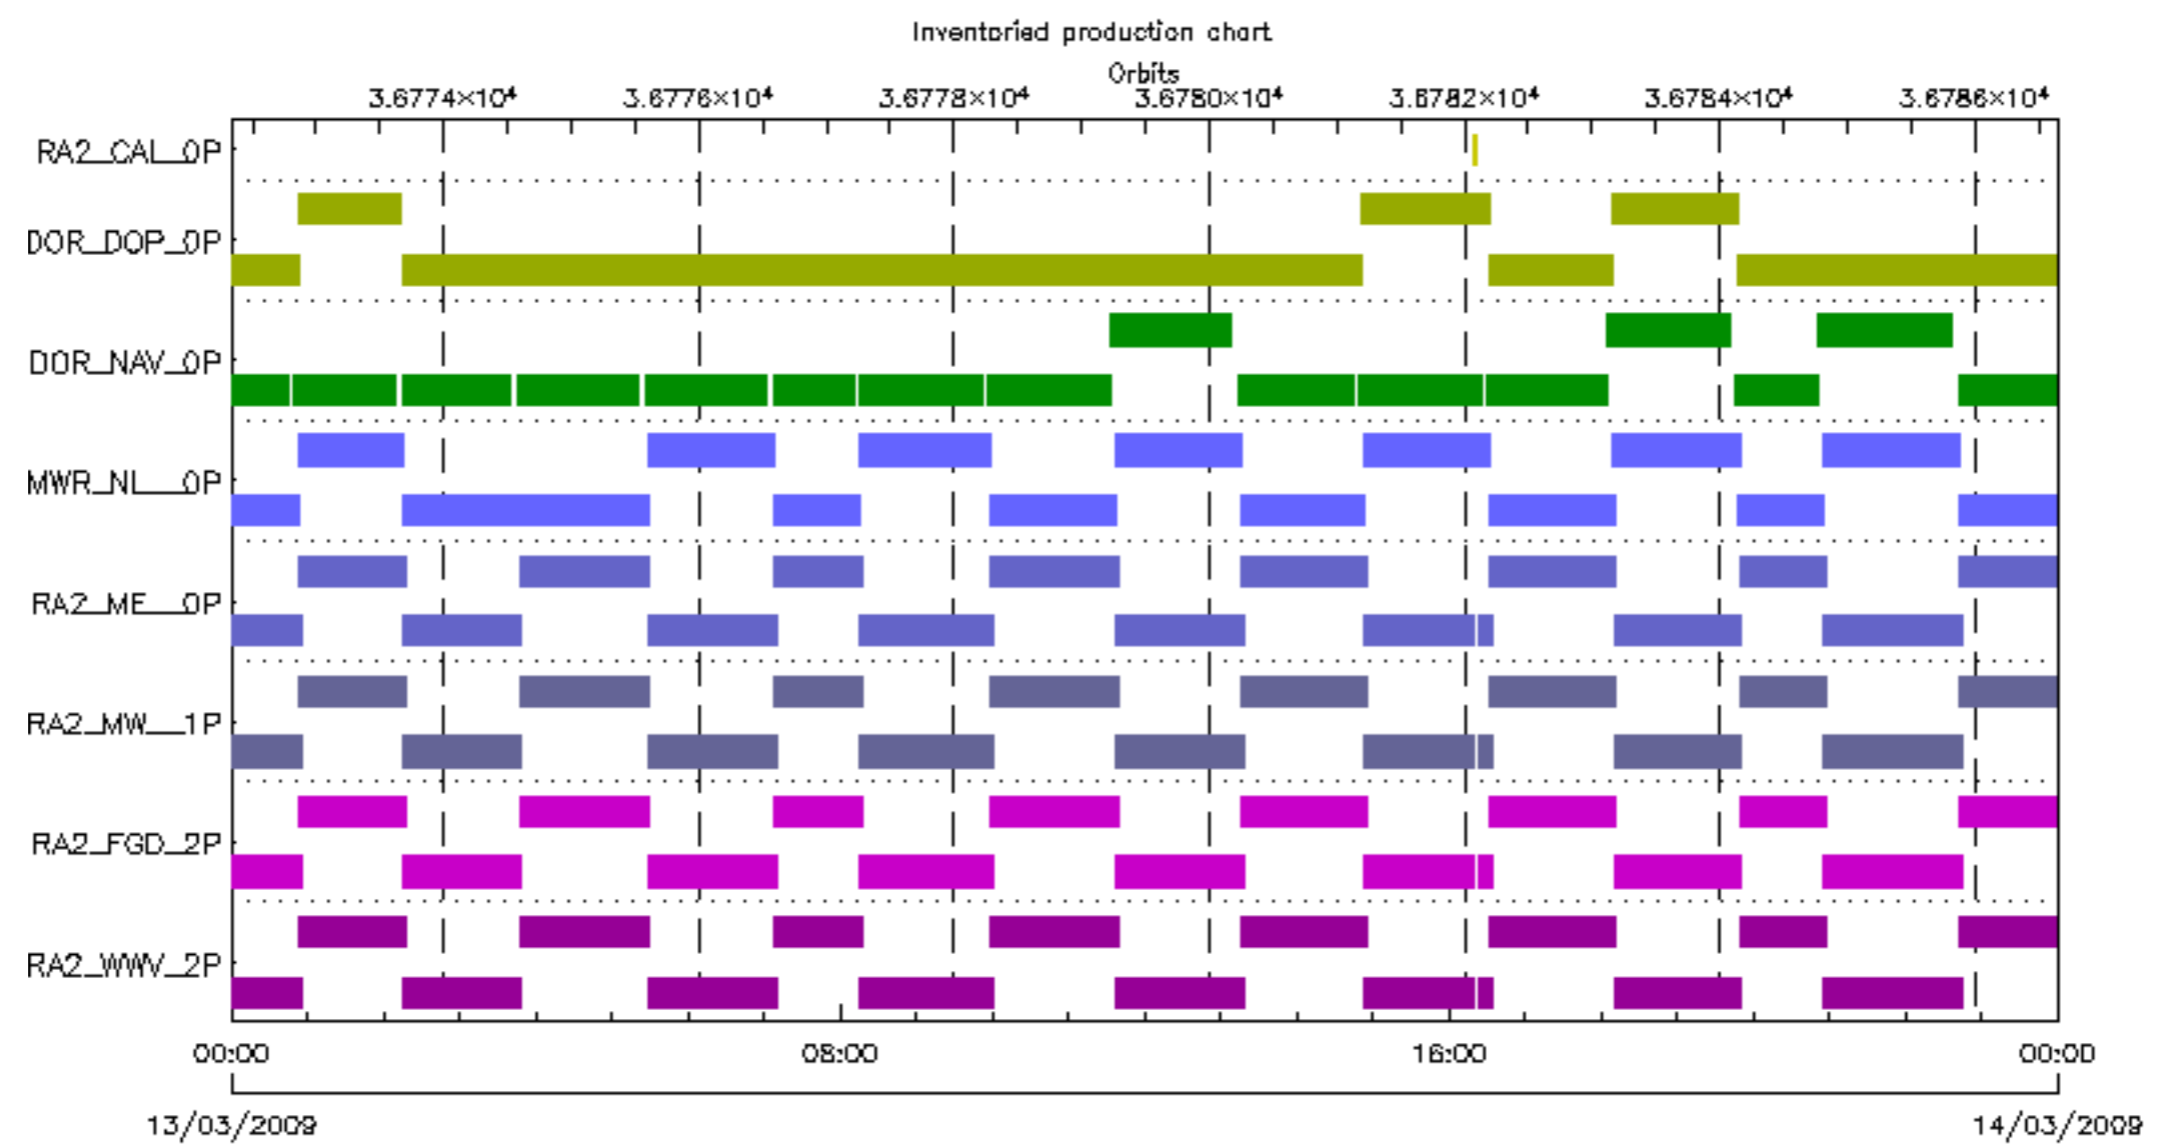 Inventoried production chart
Orbits
3.6774×10⁴ 3.6776×10⁴ 3.6778×10⁴ 3.6780×10⁴ 3.6782×10⁴ 3.6784×10⁴ 3.6786×10⁴
RA2_CAL_0P
DOR_DOP_0P
DOR_NAV_0P
MWR_NL__0P
RA2_ME__0P
RA2_MW__1P
RA2_FGD_2P
RA2_WWV_2P
00:00 08:00 16:00 00:00
13/03/2009 14/03/2009